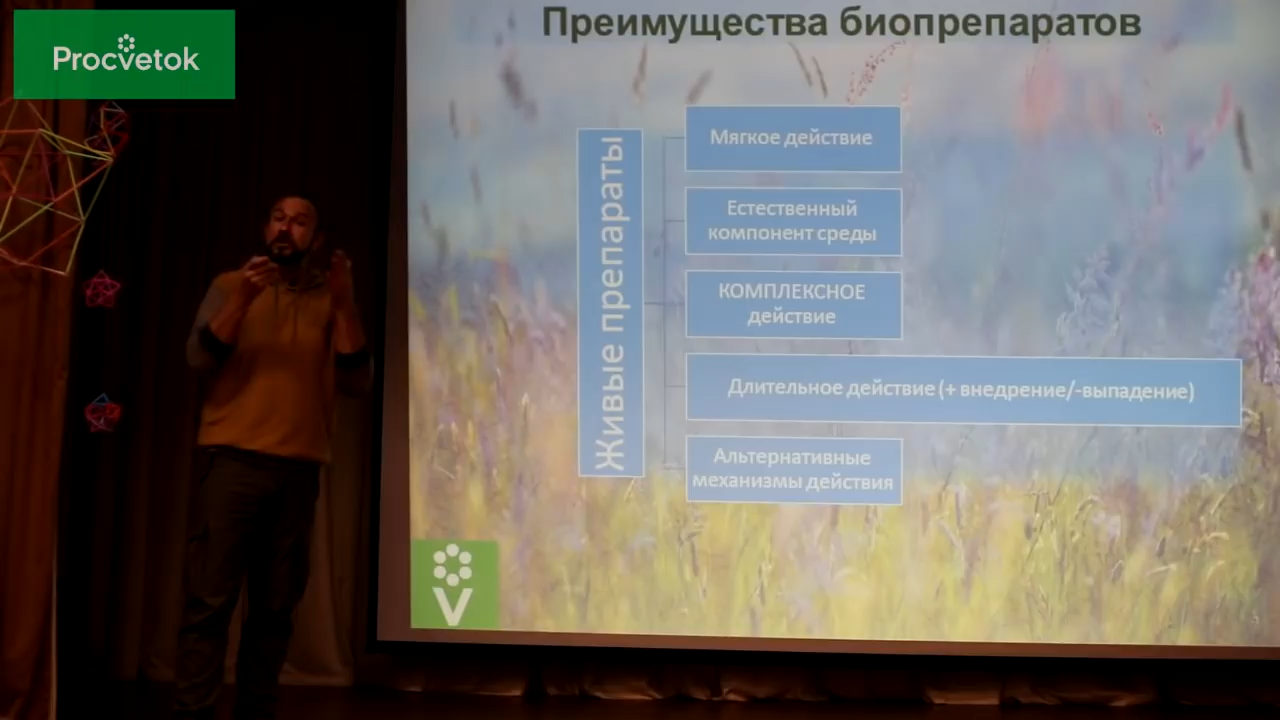 Procvetok
Преимущества биопрепаратов
Живые препараты
Мягкое действие
Естественный
компонент среды
КОМПЛЕКСНОЕ
действие
Длительное действие (+ внедрение/-выпадение)
Альтернативные
механизмы действия
V